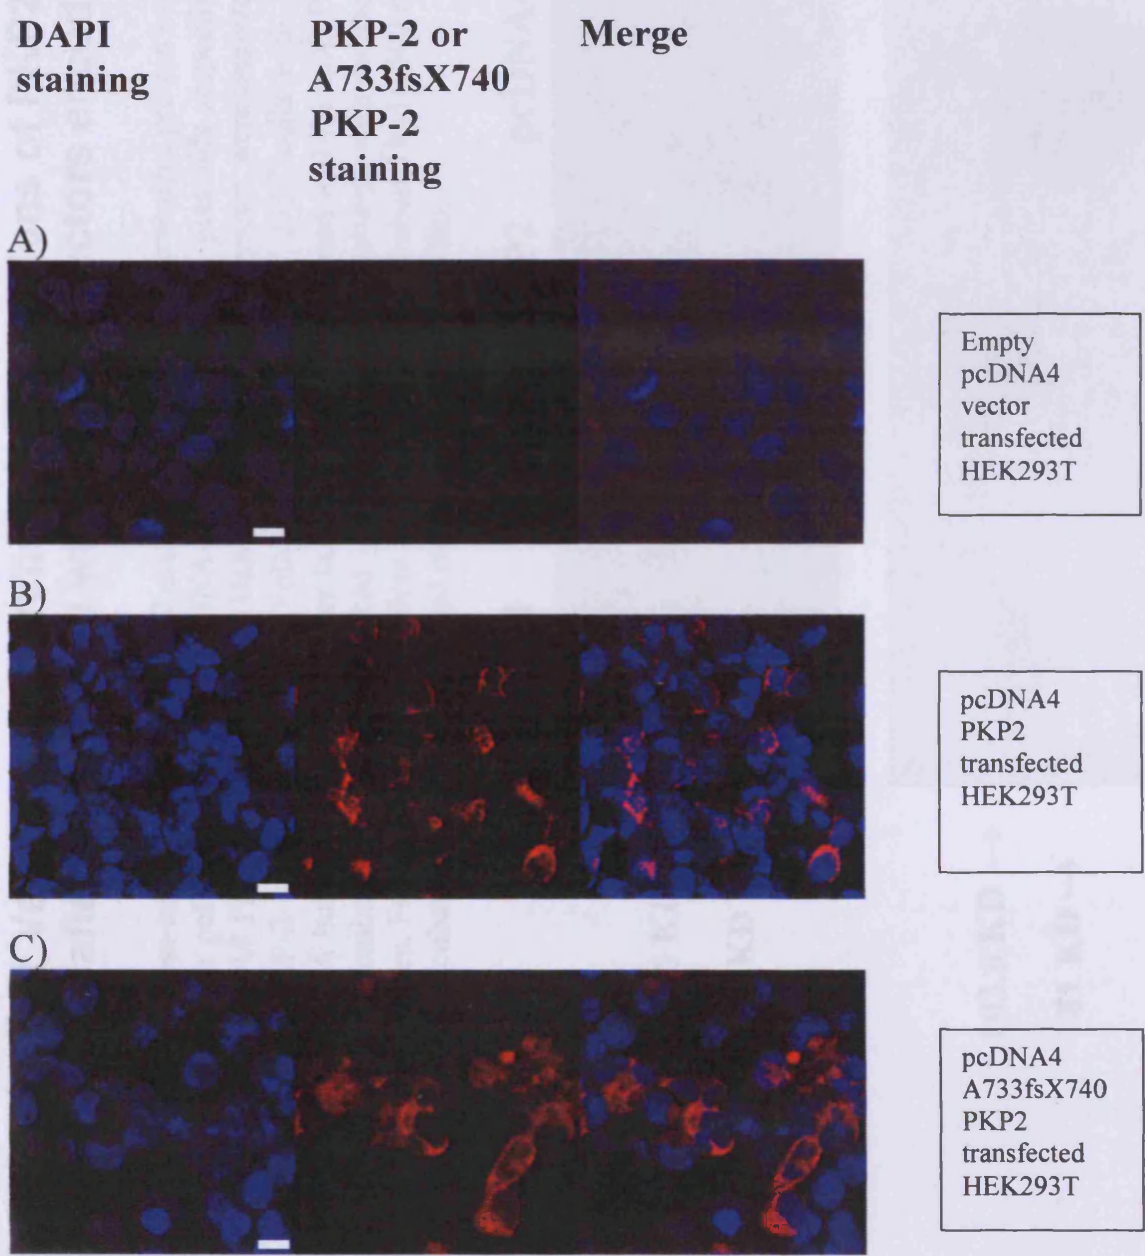 DAPI
staining
PKP-2 or
A733fsX740
PKP-2
staining
Merge
A)
Empty
pcDNA4
vector
transfected
HEK293T
B)
pcDNA4
PKP2
transfected
HEK293T
C)
pcDNA4
A733fsX740
PKP2
transfected
HEK293T